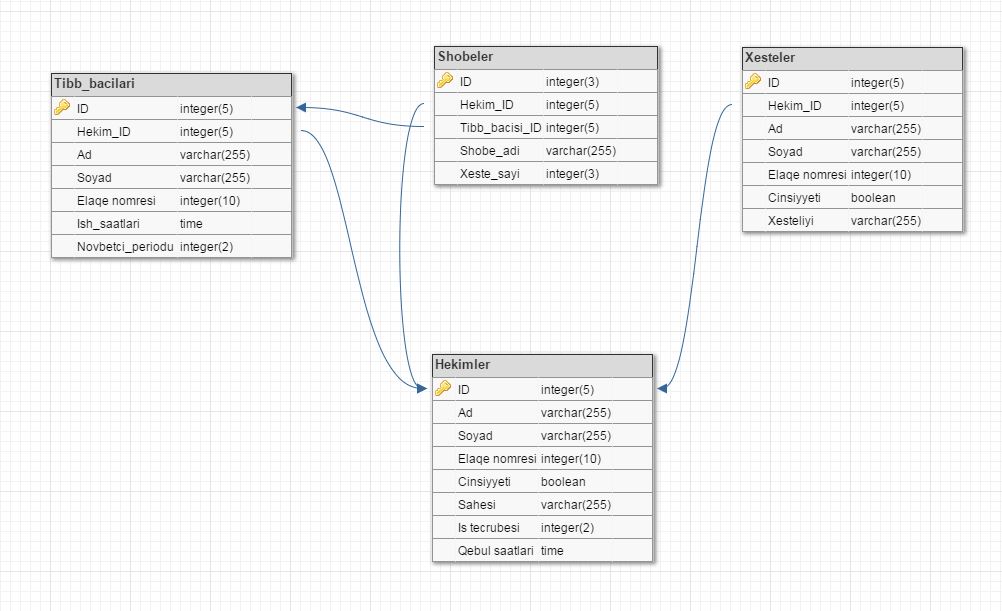 Tibb_bacilari
ID integer(5)
Hekim_ID integer(5)
Ad varchar(255)
Soyad varchar(255)
Elaqe nomresi integer(10)
Ish_saatlari time
Novbetci_periodu integer(2)
Shobeler
ID integer(3)
Hekim_ID integer(5)
Tibb_bacisi_ID integer(5)
Shobe_adi varchar(255)
Xeste_sayi integer(3)
Xesteler
ID integer(5)
Hekim_ID integer(5)
Ad varchar(255)
Soyad varchar(255)
Elaqe nomresi integer(10)
Cinsiyyeti boolean
Xesteliyi varchar(255)
Hekimler
ID integer(5)
Ad varchar(255)
Soyad varchar(255)
Elaqe nomresi integer(10)
Cinsiyyeti boolean
Sahesi varchar(255)
Is tecrubesi integer(2)
Qebul saatlari time